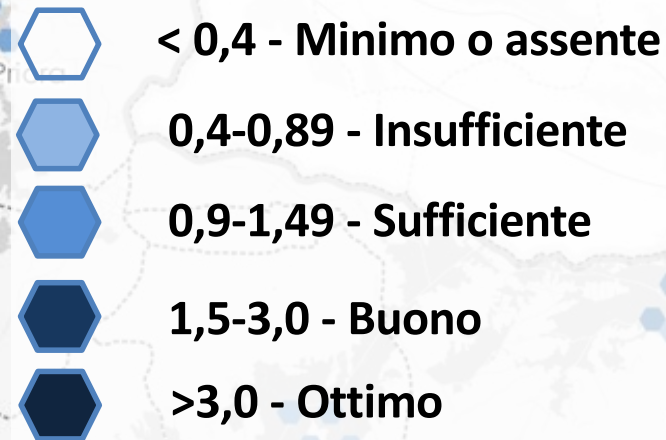 < 0,4 - Minimo o assente
Priora
0,4-0,89 - Insufficiente
0,9-1,49 - Sufficiente
1,5-3,0 - Buono
>3,0 - Ottimo